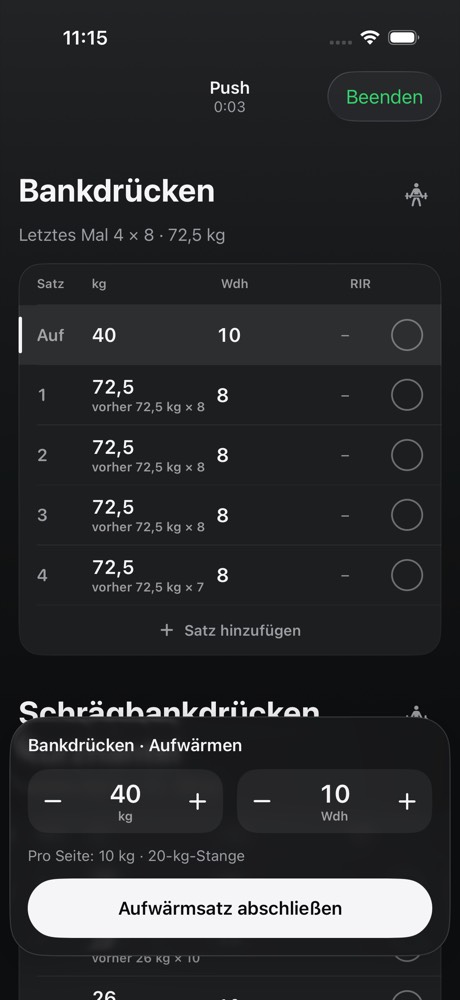 11:15
Push
0:03
Beenden
Bankdrücken
Letztes Mal 4 × 8 · 72,5 kg
Satz kg Wdh RIR
Auf 40 10 –
1 72,5 8 –
vorher 72,5 kg × 8
2 72,5 8 –
vorher 72,5 kg × 8
3 72,5 8 –
vorher 72,5 kg × 8
4 72,5 8 –
vorher 72,5 kg × 7
+ Satz hinzufügen
Schrägbankdrücken
Bankdrücken · Aufwärmen
− 40 + − 10 +
kg Wdh
Pro Seite: 10 kg · 20-kg-Stange
Aufwärmsatz abschließen
vorher 26 kg × 10
26